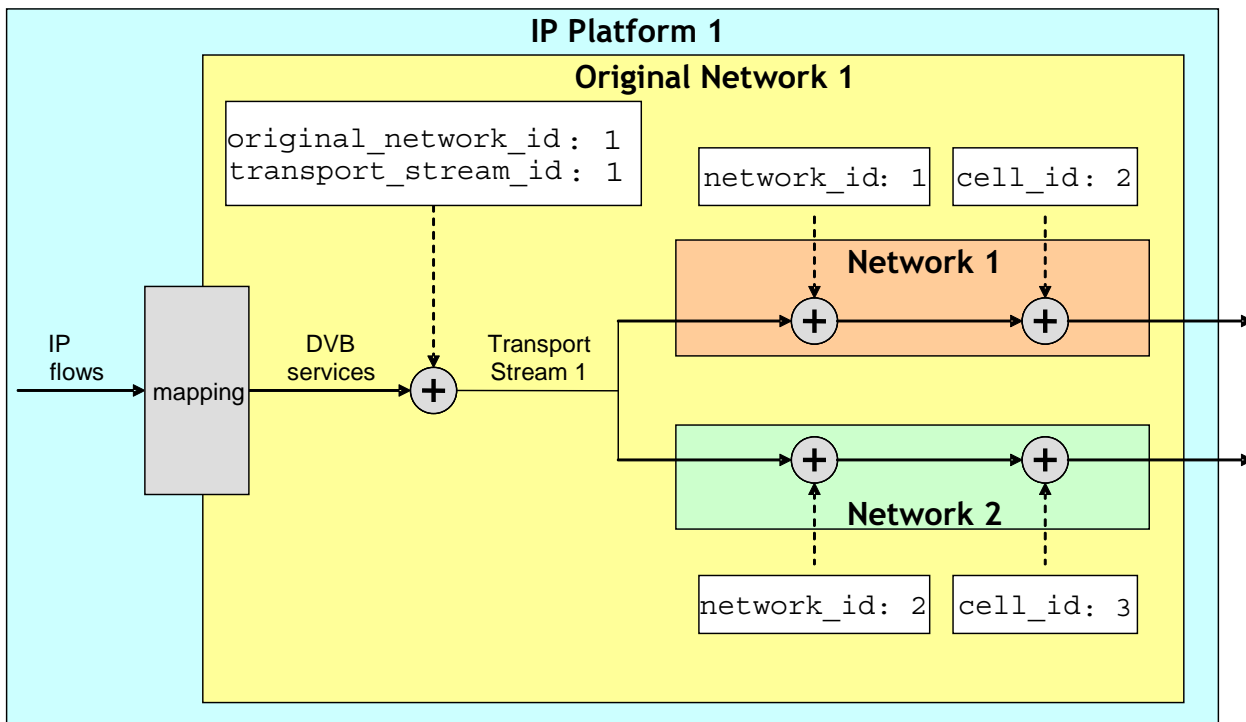 IP Platform 1
Original Network 1
original_network_id: 1
transport_stream_id: 1
network_id: 1
cell_id: 2
Network 1
IP
flows
mapping
DVB
services
Transport
Stream 1
Network 2
network_id: 2
cell_id: 3